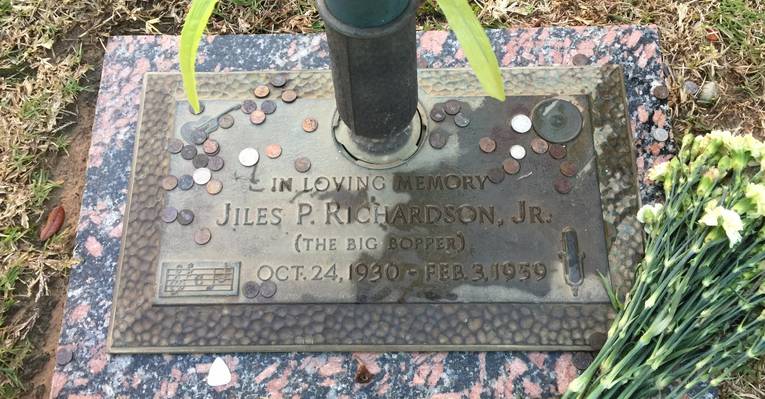 IN LOVING MEMORY
JILES P. RICHARDSON, JR.
(THE BIG BOPPER)
OCT. 24, 1930 - FEB. 3, 1959